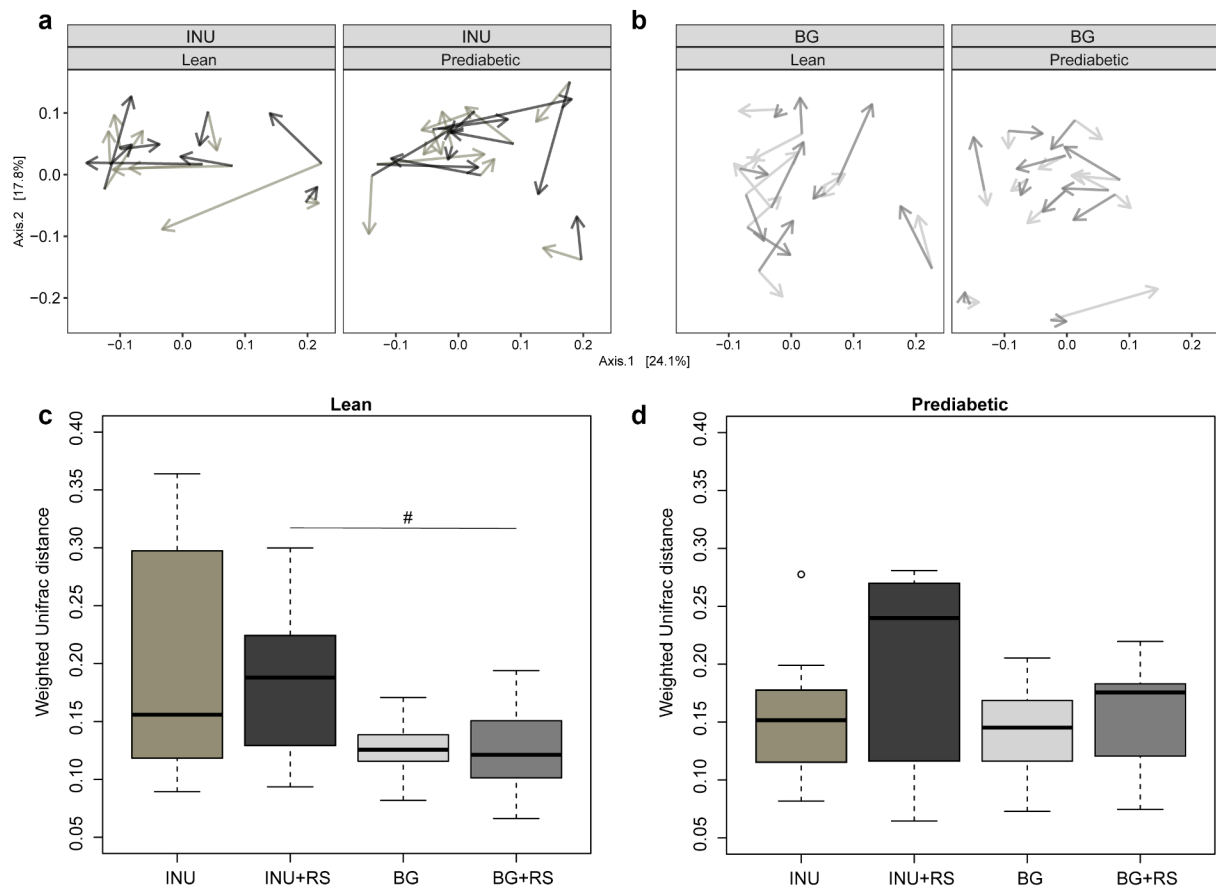 a
INU
INU
Lean
Prediabetic
b
BG
BG
Lean
Prediabetic
Axis.2 [17.8%]
0.1
0.0
−0.1
−0.2
−0.1
0.0
0.1
0.2
−0.1
0.0
0.1
0.2
−0.1
0.0
0.1
0.2
−0.1
0.0
0.1
0.2
Axis.1 [24.1%]
c
Lean
Weighted Unifrac distance
0.40
0.35
0.30
0.25
0.20
0.15
0.10
0.05
#
INU
INU+RS
BG
BG+RS
d
Prediabetic
Weighted Unifrac distance
0.40
0.35
0.30
0.25
0.20
0.15
0.10
0.05
INU
INU+RS
BG
BG+RS